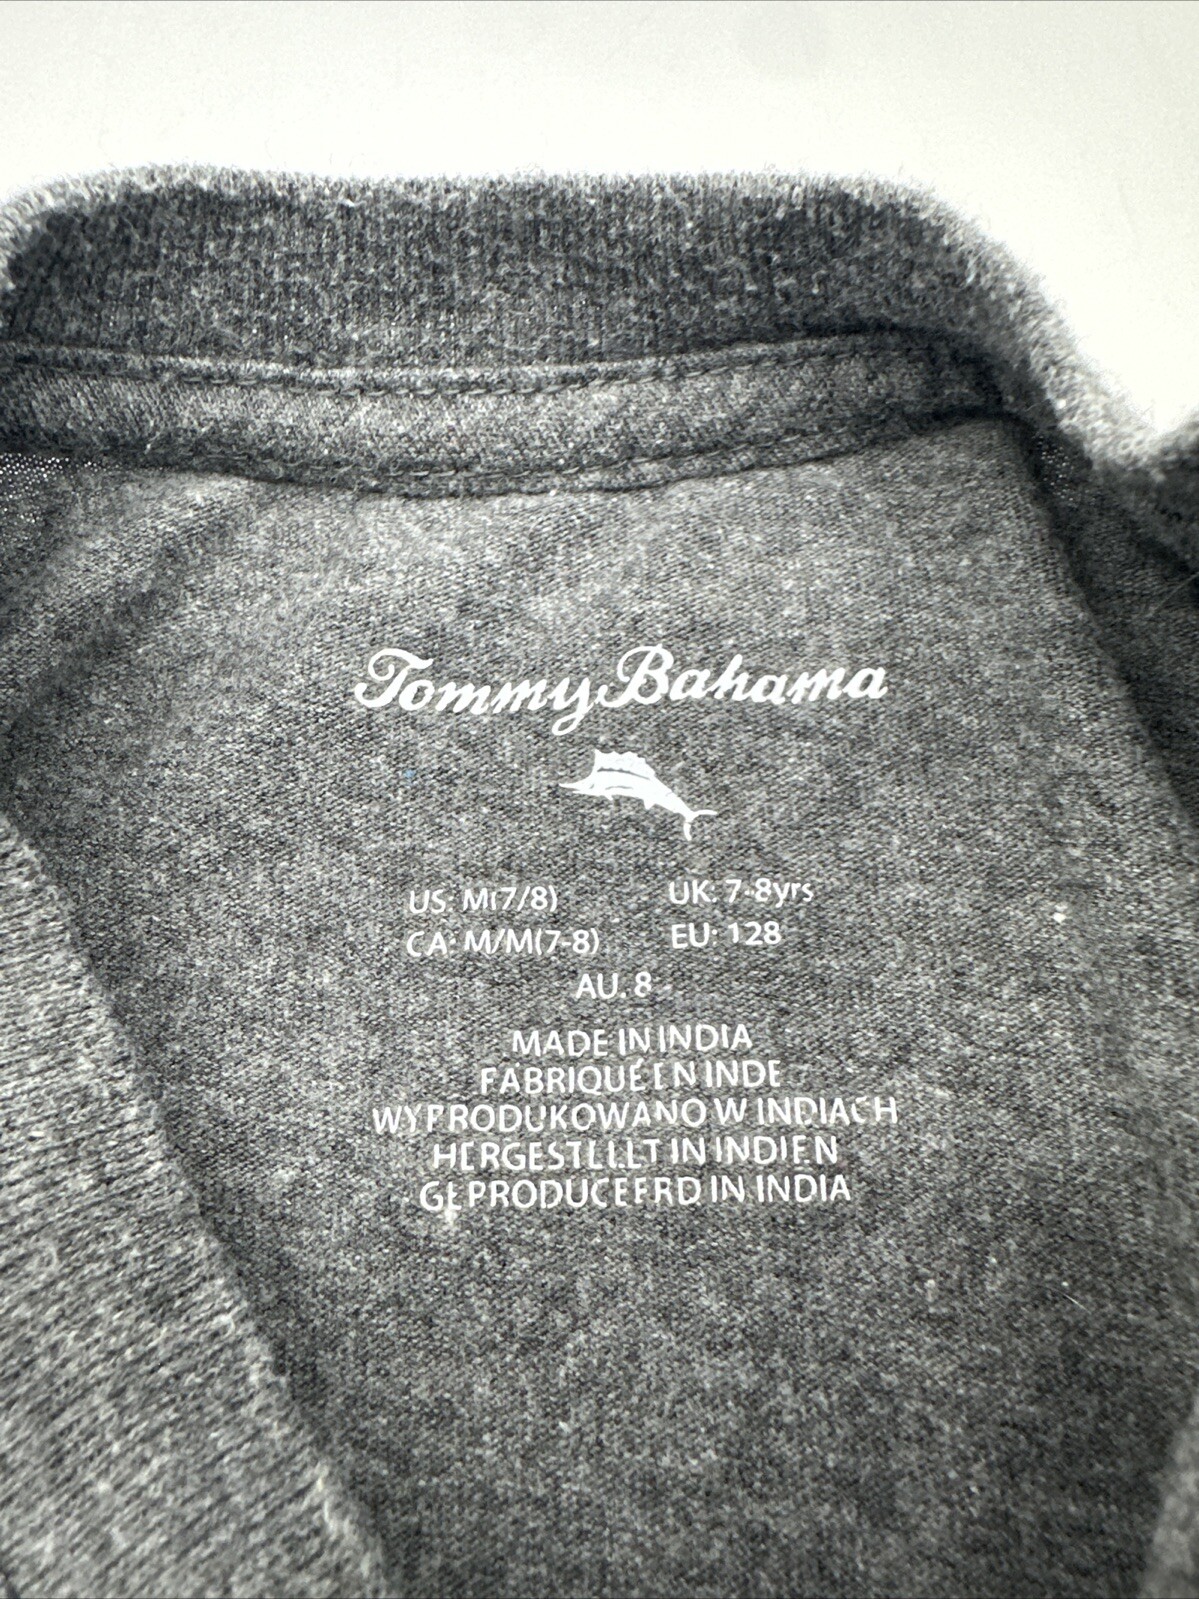 Tommy Bahama
US: M(7/8) UK: 7-8yrs
CA: M/M(7-8) EU: 128
AU. 8
MADE IN INDIA
FABRIQUÉ EN INDE
WYPRODUKOWANO W INDIACH
HERGESTELLT IN INDIEN
GEPRODUCEERD IN INDIA